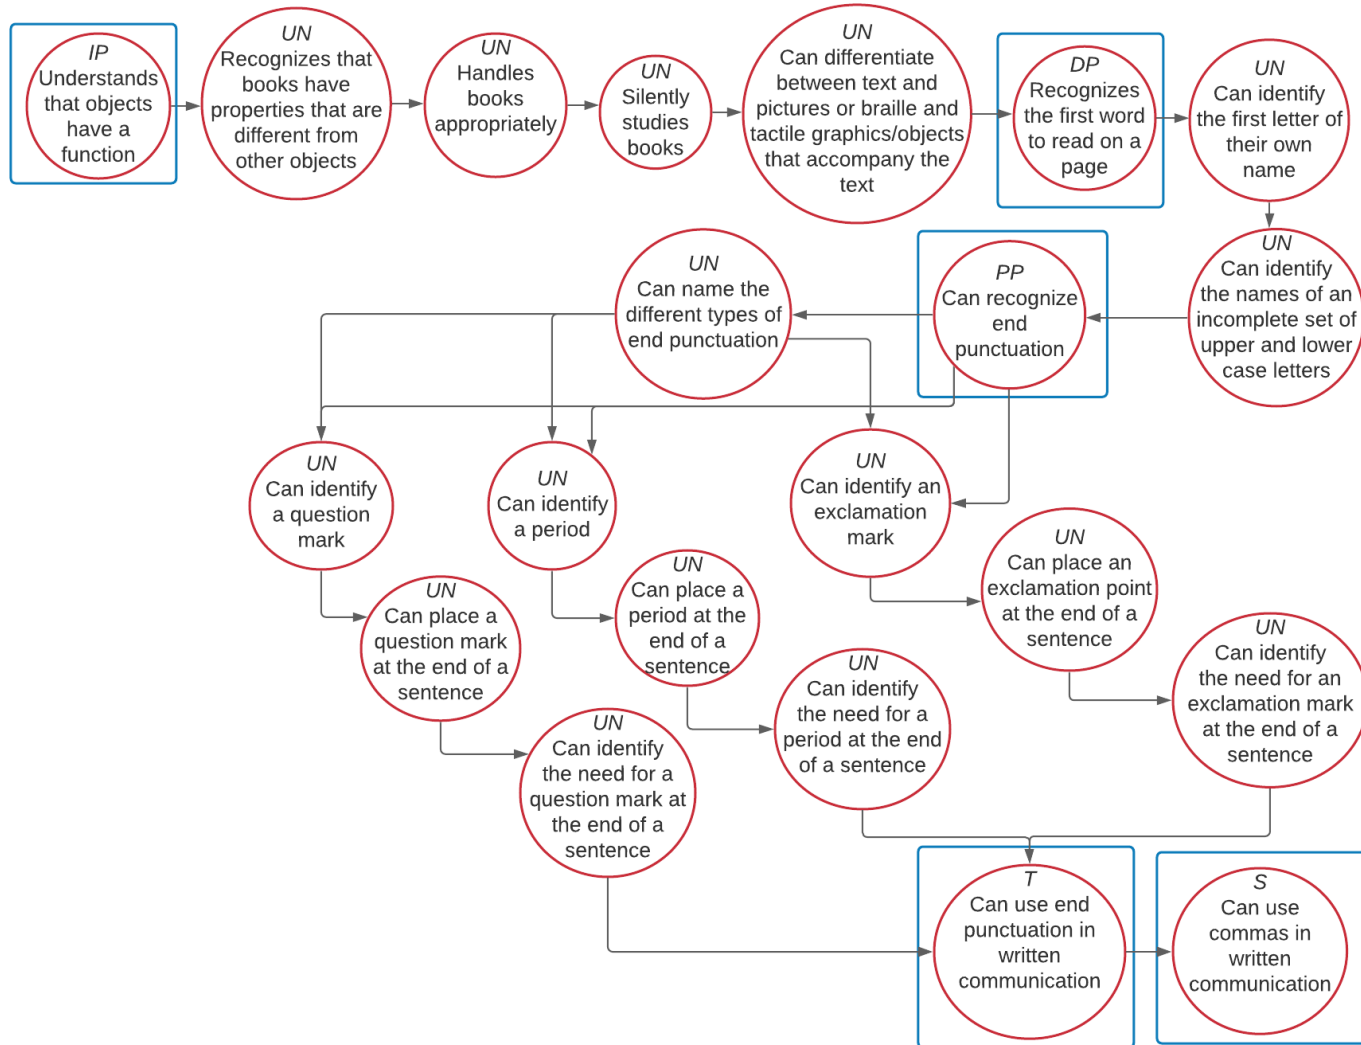 IP
Understands
that objects
have a
function
UN
Recognizes that
books have
properties that are
different from
other objects
UN
Handles
books
appropriately
UN
Silently
studies
books
UN
Can differentiate
between text and
pictures or braille and
tactile graphics/objects
that accompany the
text
DP
Recognizes
the first word
to read on a
page
UN
Can identify
the first letter of
their own
name
UN
Can identify
the names of an
incomplete set of
upper and lower
case letters
PP
Can recognize
end
punctuation
UN
Can name the
different types of
end punctuation
UN
Can identify
a question
mark
UN
Can identify
a period
UN
Can identify an
exclamation
mark
UN
Can place a
question mark
at the end of a
sentence
UN
Can place a
period at the
end of a
sentence
UN
Can place an
exclamation point
at the end of a
sentence
UN
Can identify
the need for a
question mark at
the end of a
sentence
UN
Can identify
the need for a
period at the end
of a sentence
UN
Can identify
the need for an
exclamation mark
at the end of a
sentence
T
Can use end
punctuation in
written
communication
S
Can use
commas in
written
communication